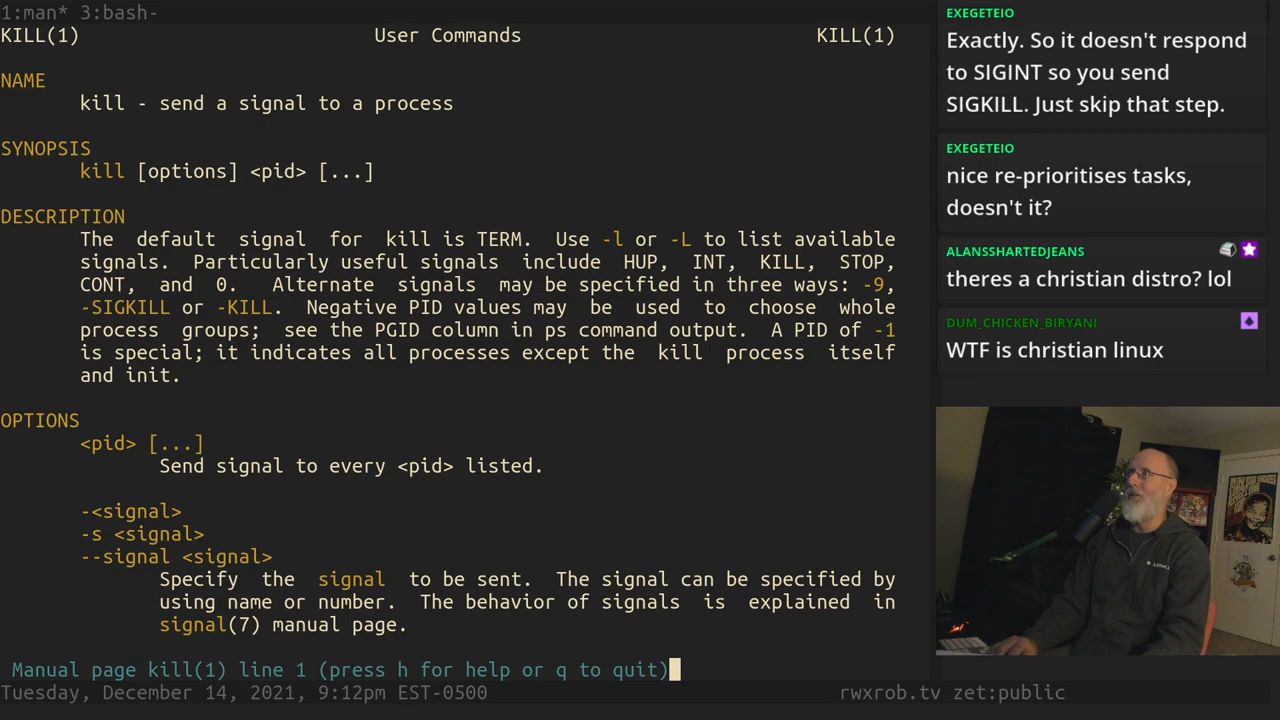 1:man* 3:bash-
KILL(1) User Commands KILL(1)
NAME
kill - send a signal to a process
SYNOPSIS
kill [options] <pid> [...]
DESCRIPTION
The default signal for kill is TERM. Use -l or -L to list available
signals. Particularly useful signals include HUP, INT, KILL, STOP,
CONT, and 0. Alternate signals may be specified in three ways: -9,
-SIGKILL or -KILL. Negative PID values may be used to choose whole
process groups; see the PGID column in ps command output. A PID of -1
is special; it indicates all processes except the kill process itself
and init.
OPTIONS
<pid> [...]
Send signal to every <pid> listed.
-<signal>
-s <signal>
--signal <signal>
Specify the signal to be sent. The signal can be specified by
using name or number. The behavior of signals is explained in
signal(7) manual page.
Manual page kill(1) line 1 (press h for help or q to quit)
Tuesday, December 14, 2021, 9:12pm EST-0500 rwxrob.tv zet:public
EXEGETEIO
Exactly. So it doesn't respond
to SIGINT so you send
SIGKILL. Just skip that step.
EXEGETEIO
nice re-prioritises tasks,
doesn't it?
ALANSSHARTEDJEANS
theres a christian distro? lol
DUM_CHICKEN_BIRYANI
WTF is christian linux